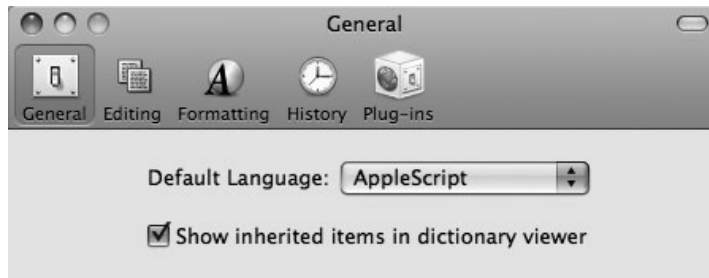 General
General Editing Formatting History Plug-ins
Default Language: AppleScript
Show inherited items in dictionary viewer